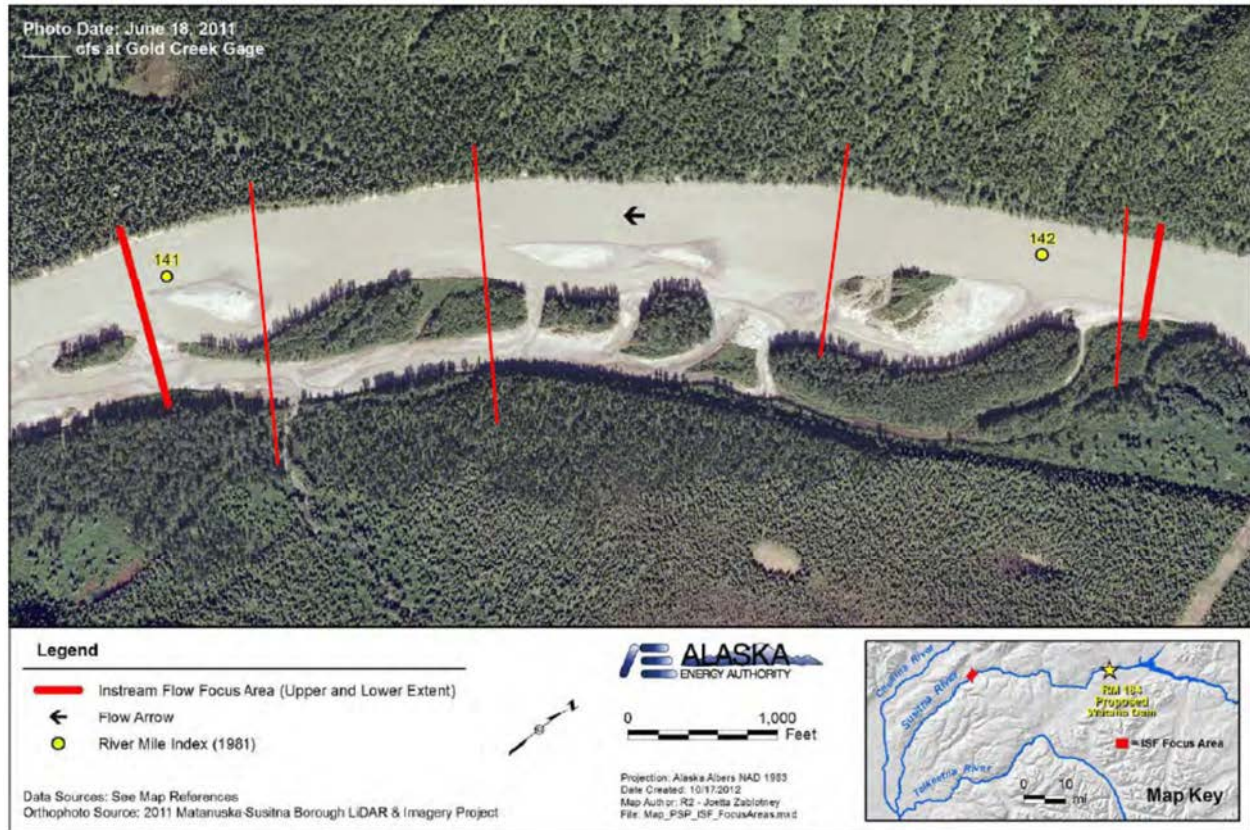 Photo Date: June 18, 2011
____ cfs at Gold Creek Gage
141
142
Legend
Instream Flow Focus Area (Upper and Lower Extent)
Flow Arrow
River Mile Index (1981)
Data Sources: See Map References
Orthophoto Source: 2011 Matanuska-Susitna Borough LiDAR & Imagery Project
ALASKA
ENERGY AUTHORITY
0 1,000
Feet
Projection: Alaska Albers NAD 1983
Date Created: 10/17/2012
Map Author: R2 - Joetta Zablotney
File: Map_PSP_ISF_FocusAreas.mxd
Chulitna River
Susitna River
Talkeetna River
RM 184
Proposed
Watana Dam
= ISF Focus Area
0 10
mi
Map Key